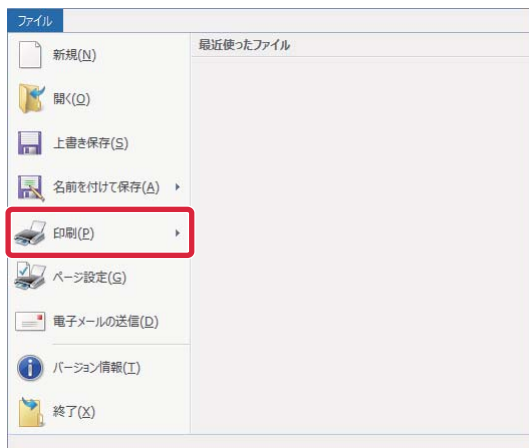 ファイル
最近使ったファイル
新規(N)
開く(O)
上書き保存(S)
名前を付けて保存(A)
印刷(P)
ページ設定(G)
電子メールの送信(D)
バージョン情報(T)
終了(X)